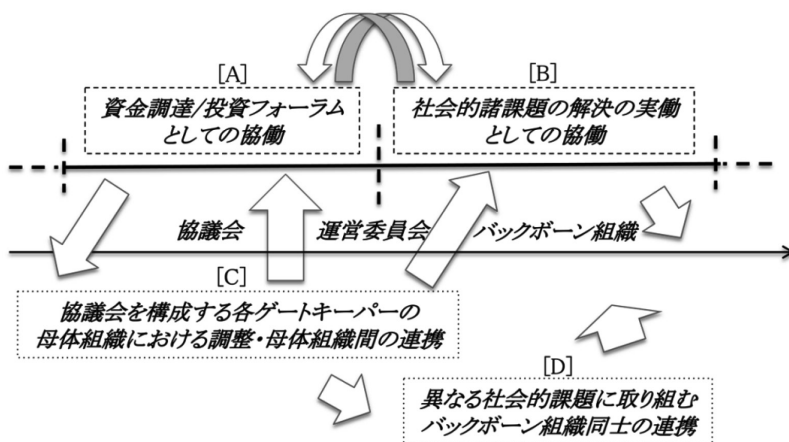 [A]
資金調達/投資フォーラム
としての協働
[B]
社会的諸課題の解決の実働
としての協働
協議会
運営委員会
バックボーン組織
[C]
協議会を構成する各ゲートキーパーの
母体組織における調整・母体組織間の連携
[D]
異なる社会的課題に取り組む
バックボーン組織同士の連携